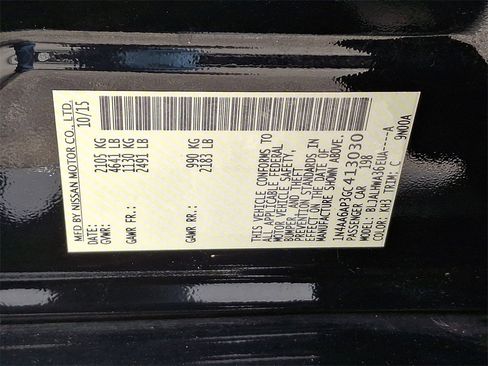 MFD BY NISSAN MOTOR CO., LTD.
DATE: 10/15
GVWR: 2105 KG
4641 LB
GAWR FR.: 1130 KG
2491 LB
GAWR RR.: 990 KG
2183 LB
THIS VEHICLE CONFORMS TO
ALL APPLICABLE FEDERAL
MOTOR VEHICLE SAFETY,
BUMPER, AND THEFT
PREVENTION STANDARDS IN
EFFECT ON THE DATE OF
MANUFACTURE SHOWN ABOVE.
1N4AA6AP3GC413030
PASSENGER CAR
MODEL: BLJALHWA36EUA----A
COLOR: KH3 TRIM: C
9N00A